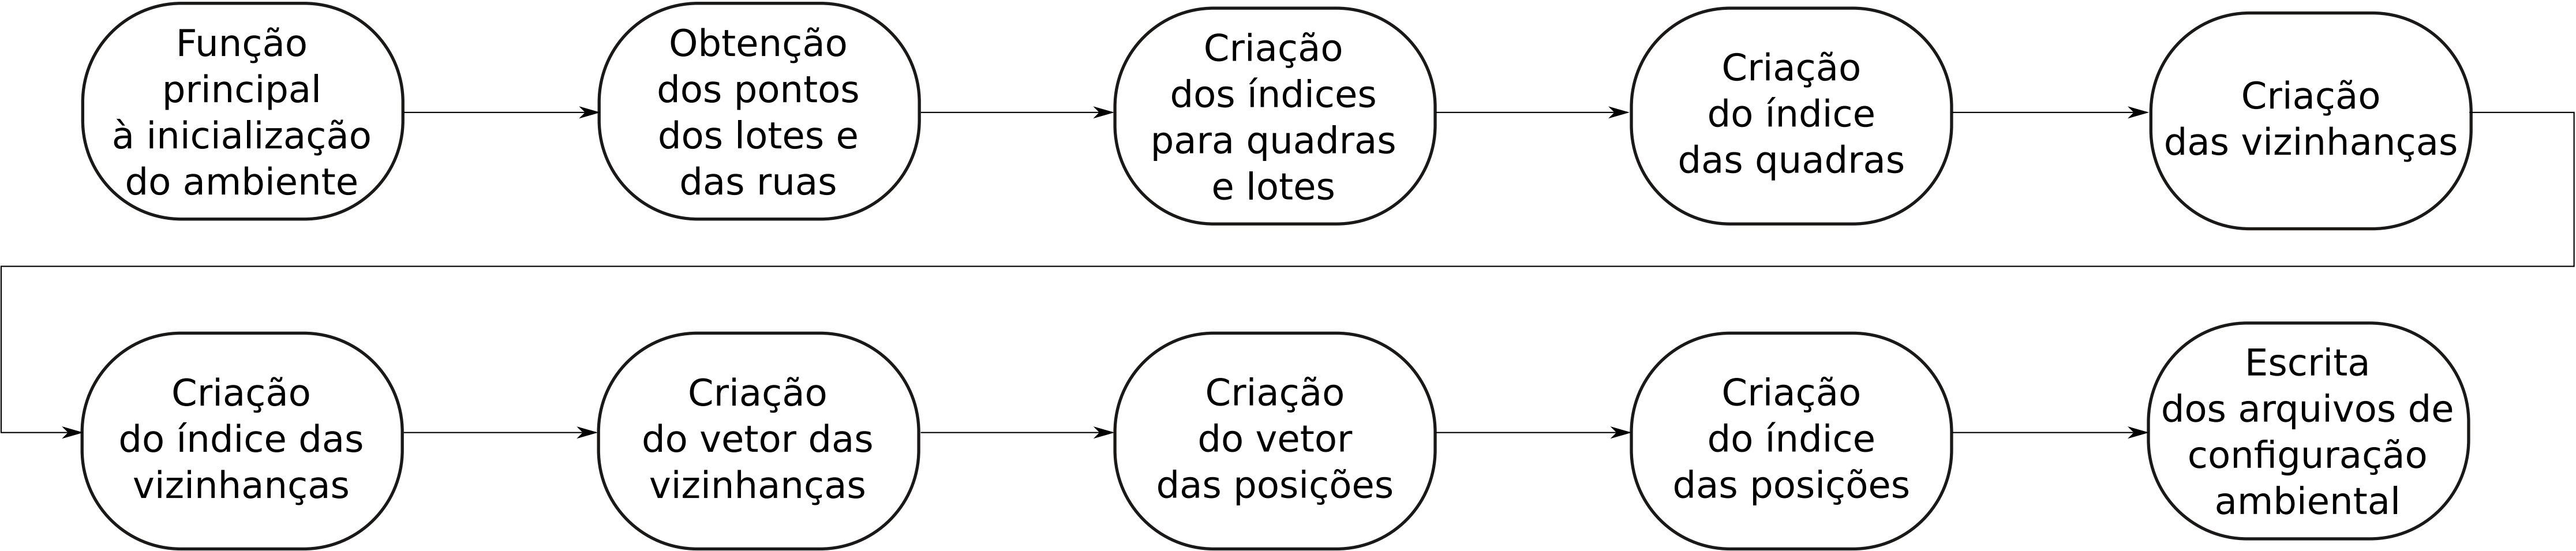 Função
principal
à inicialização
do ambiente
Obtenção
dos pontos
dos lotes e
das ruas
Criação
dos índices
para quadras
e lotes
Criação
do índice
das quadras
Criação
das vizinhanças
Criação
do índice das
vizinhanças
Criação
do vetor das
vizinhanças
Criação
do vetor
das posições
Criação
do índice
das posições
Escrita
dos arquivos de
configuração
ambiental